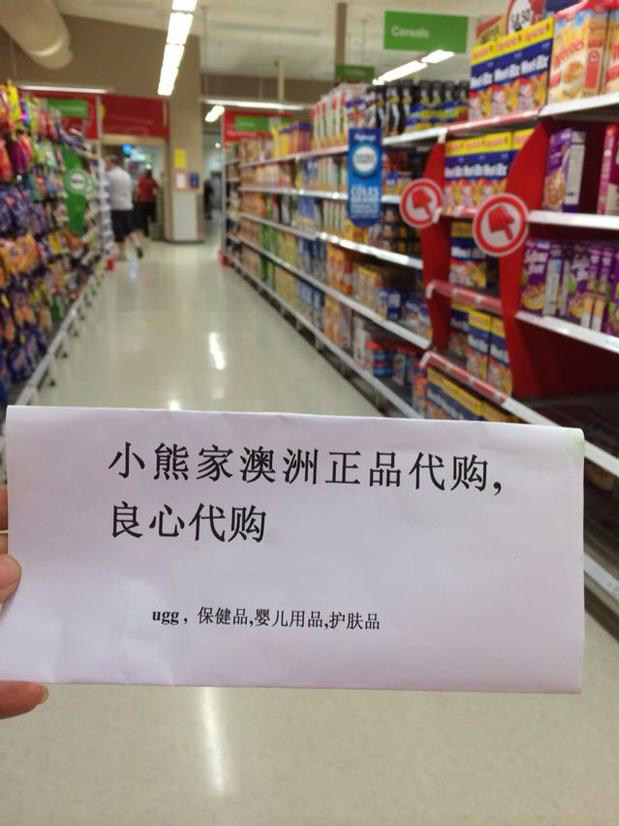 Cereals
COLES
小熊家澳洲正品代购,
良心代购
ugg，保健品,婴儿用品,护肤品